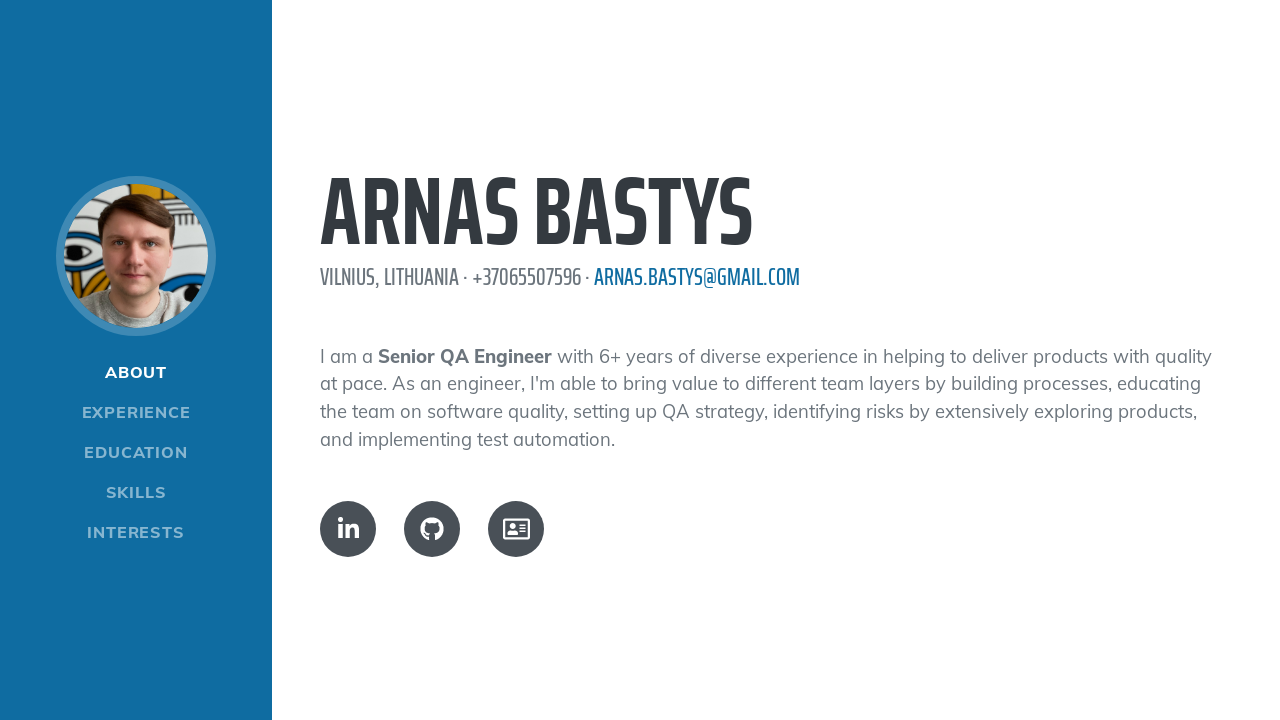 ABOUT
EXPERIENCE
EDUCATION
SKILLS
INTERESTS
ARNAS BASTYS
VILNIUS, LITHUANIA · +37065507596 · ARNAS.BASTYS@GMAIL.COM
I am a Senior QA Engineer with 6+ years of diverse experience in helping to deliver products with quality
at pace. As an engineer, I'm able to bring value to different team layers by building processes, educating
the team on software quality, setting up QA strategy, identifying risks by extensively exploring products,
and implementing test automation.
in